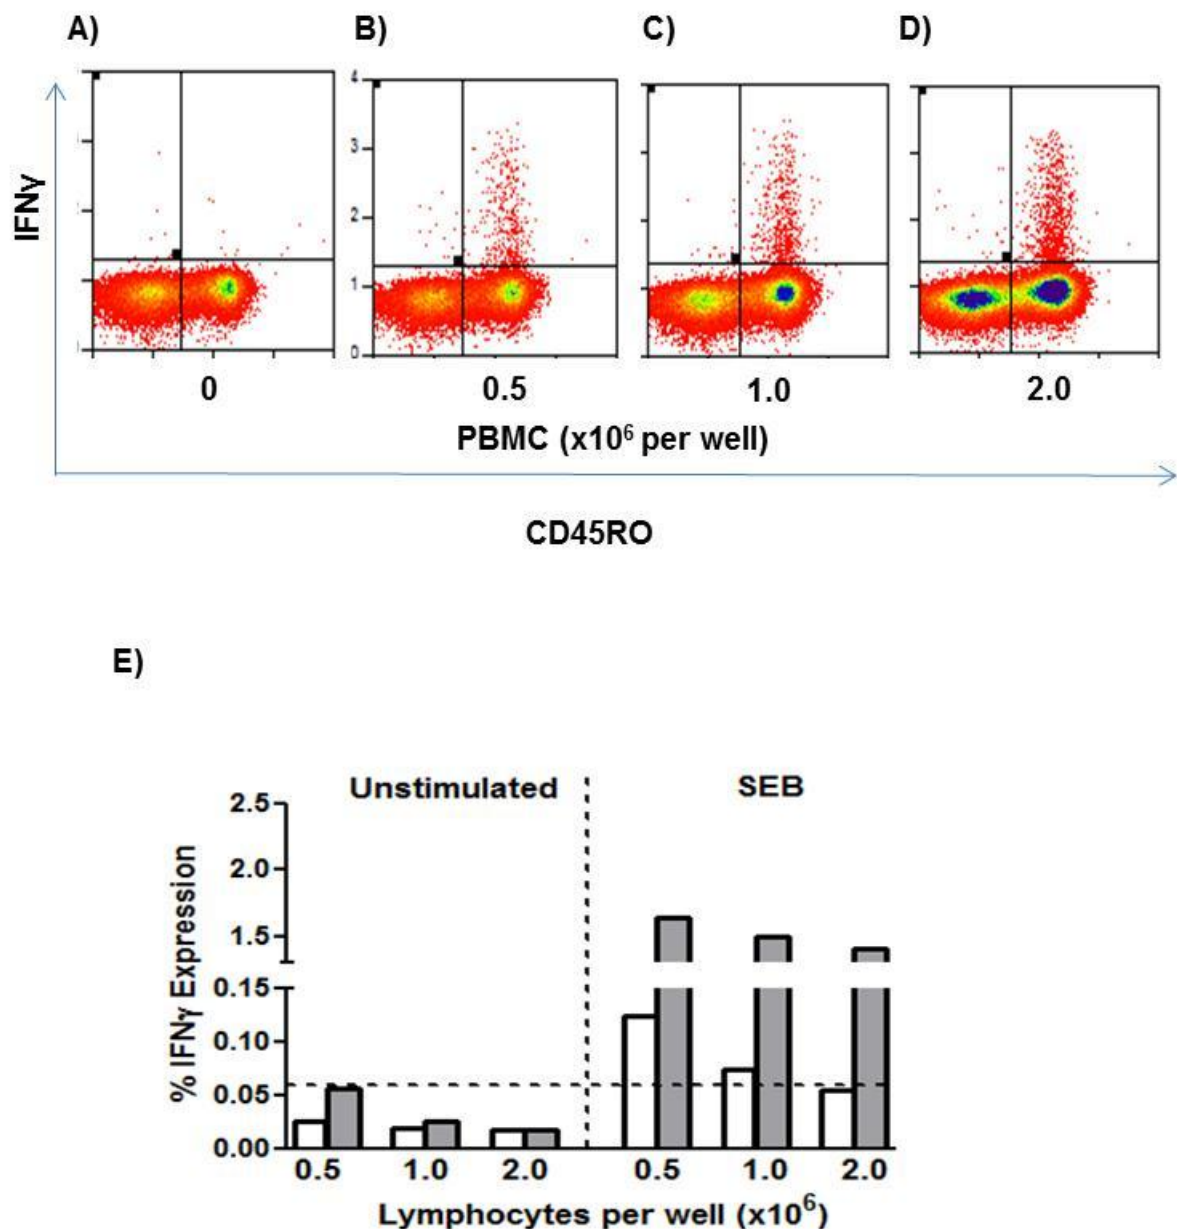 A) B) C) D)
4
3
2
1
0
IFNγ
0 0.5 1.0 2.0
PBMC (x10⁶ per well)
CD45RO
E)
Unstimulated SEB
2.5
2.0
1.5
0.15
0.10
0.05
0.00
% IFNγ Expression
0.5 1.0 2.0 0.5 1.0 2.0
Lymphocytes per well (x10⁶)